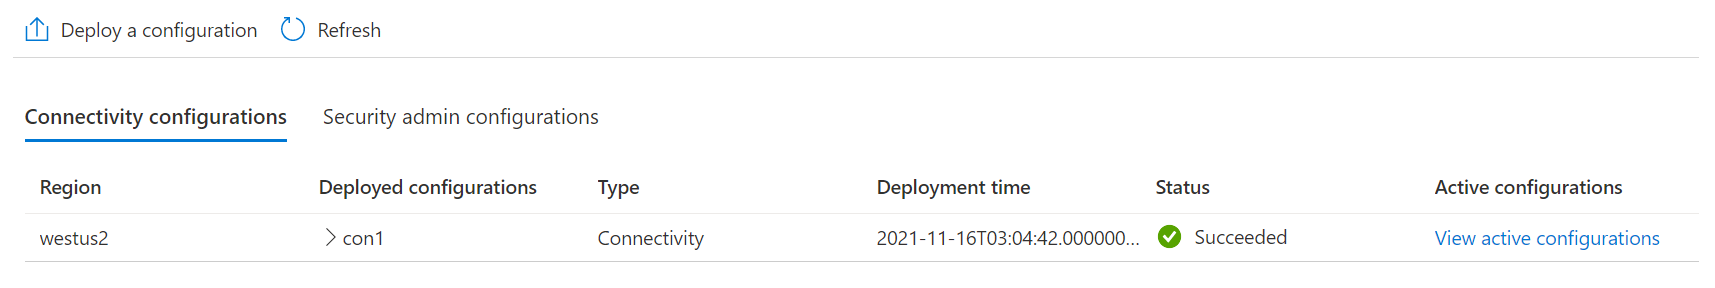 Deploy a configuration Refresh
Connectivity configurations Security admin configurations
Region Deployed configurations Type Deployment time Status Active configurations
westus2 con1 Connectivity 2021-11-16T03:04:42.000000... Succeeded View active configurations